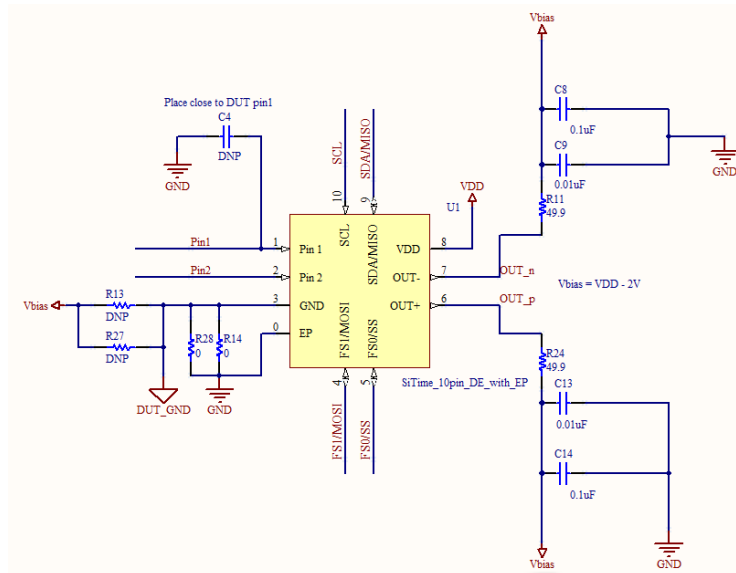 Vbias
C8
0.1uF
Place close to DUT pin1
C4
DNP
GND
C9
0.01uF
GND
SCL
SDA/MISO
10
9
VDD
U1
R11
49.9
Pin1
1
Pin 1
SCL
SDA/MISO
VDD
8
Pin2
2
Pin 2
OUT-
7
OUT_n
Vbias = VDD - 2V
Vbias
R13
DNP
3
GND
OUT+
6
OUT_p
R27
DNP
R28
0
R14
0
0
EP
FS1/MOSI
FS0/SS
R24
49.9
DUT_GND
GND
4
5
SiTime_10pin_DE_with_EP
C13
0.01uF
FS1/MOSI
FS0/SS
C14
0.1uF
Vbias
GND